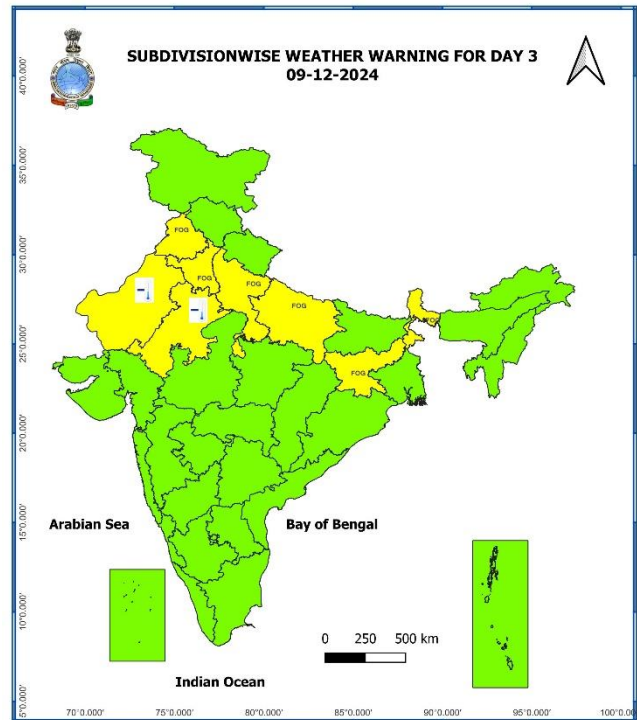 SUBDIVISIONWISE WEATHER WARNING FOR DAY 3
09-12-2024
40°0.000'
35°0.000'
30°0.000'
25°0.000'
20°0.000'
15°0.000'
10°0.000'
5°0.000'
FOG
FOG
FOG
FOG
FOG
FOG
Arabian Sea
Bay of Bengal
0 250 500 km
Indian Ocean
70°0.000' 75°0.000' 80°0.000' 85°0.000' 90°0.000' 95°0.000' 100°0.000'